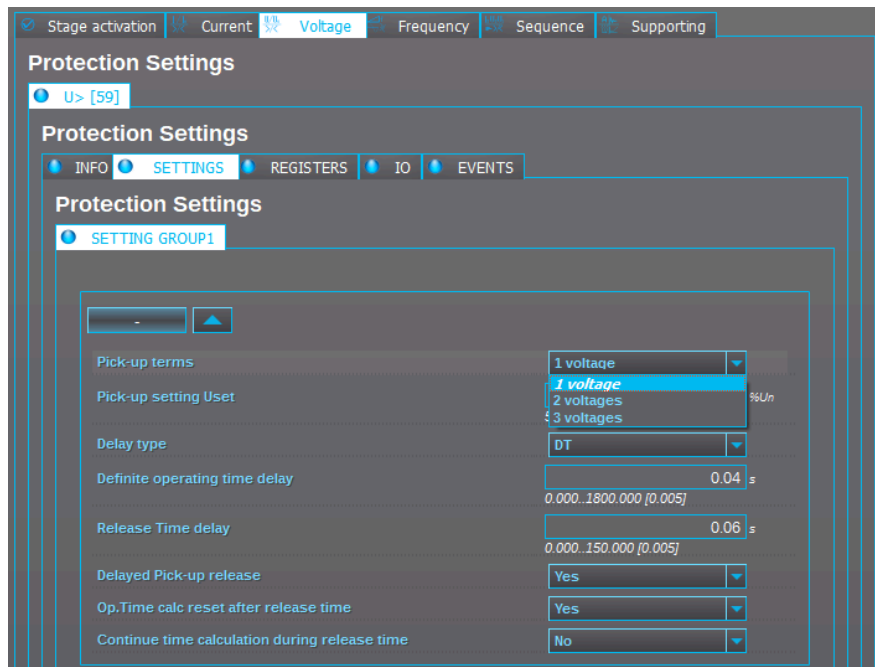 Stage activation Current Voltage Frequency Sequence Supporting
Protection Settings
U> [59]
Protection Settings
INFO SETTINGS REGISTERS IO EVENTS
Protection Settings
SETTING GROUP1
-
Pick-up terms 1 voltage
1 voltage
Pick-up setting Uset 2 voltages %Un
3 voltages
Delay type DT
Definite operating time delay 0.04 s
0.000..1800.000 [0.005]
Release Time delay 0.06 s
0.000..150.000 [0.005]
Delayed Pick-up release Yes
Op.Time calc reset after release time Yes
Continue time calculation during release time No